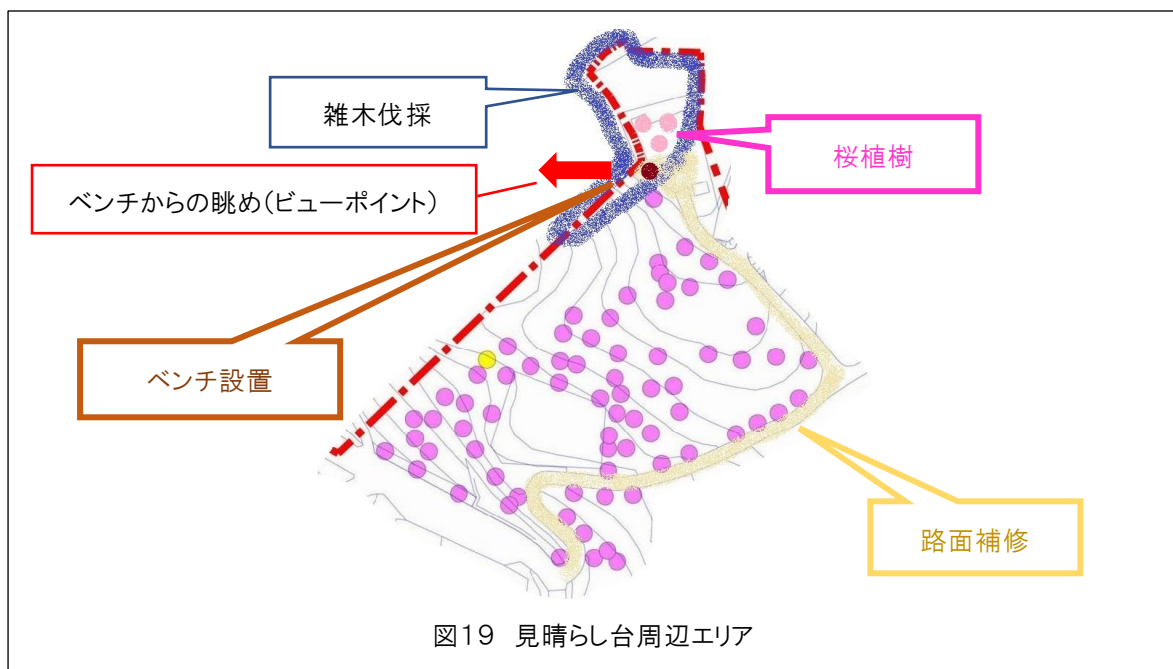 雑木伐採
桜植樹
ベンチからの眺め(ビューポイント)
ベンチ設置
路面補修
図19 見晴らし台周辺エリア